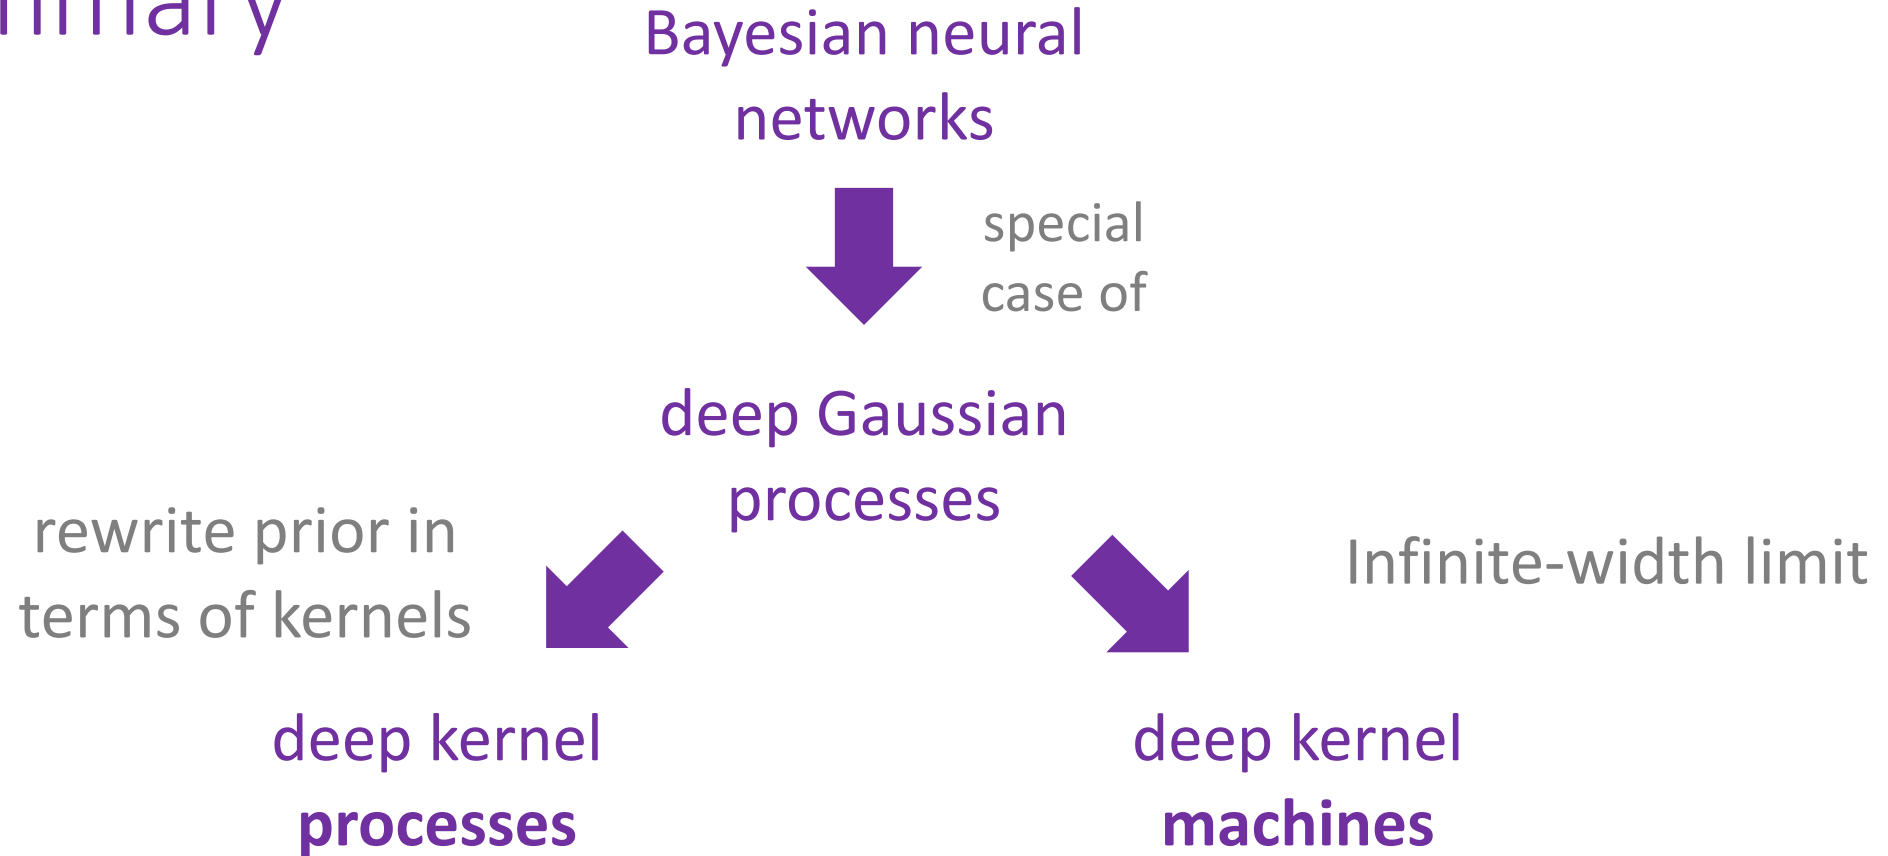 Bayesian neural
networks
special
case of
deep Gaussian
processes
rewrite prior in
terms of kernels
Infinite-width limit
deep kernel
processes
deep kernel
machines